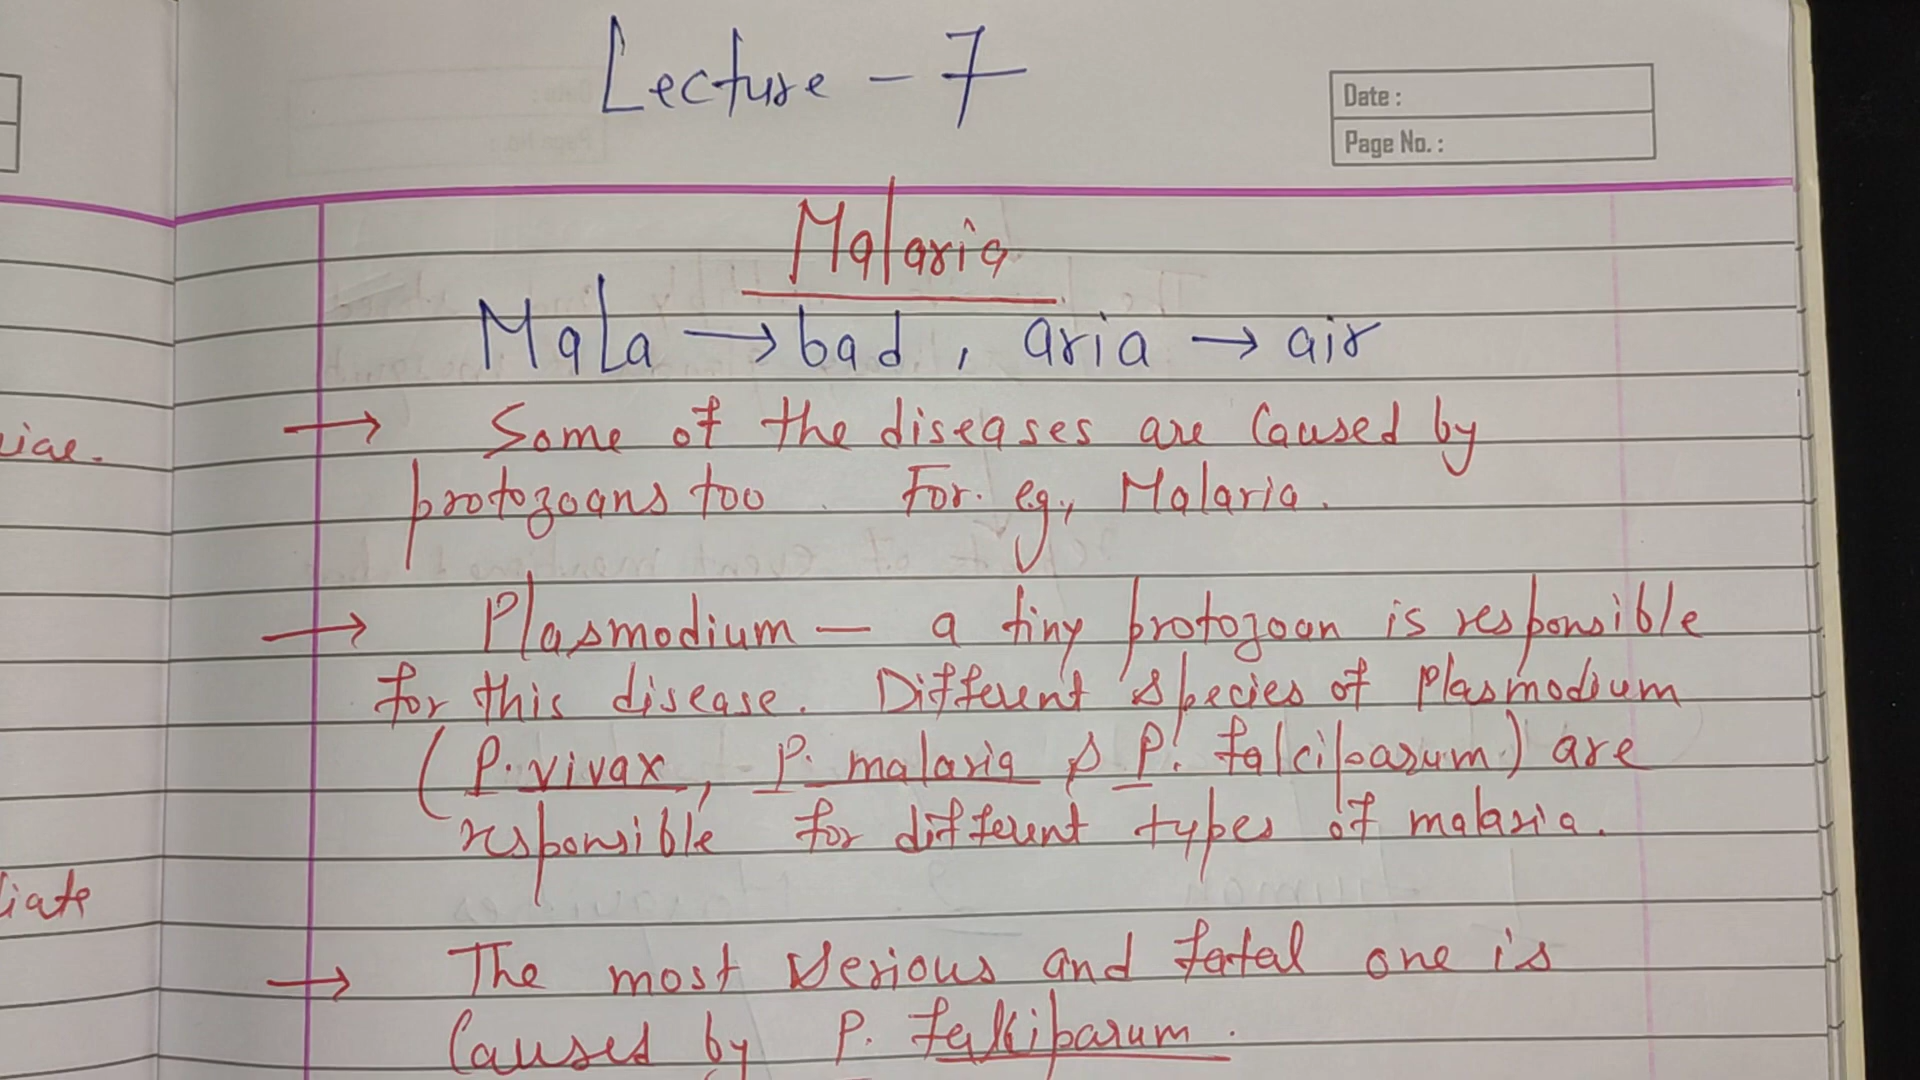 Lecture - 7
Date :
Page No. :
Malaria
Mala → bad , aria → air
→ Some of the diseases are Caused by
protozoans too. For. eg., Malaria.
→ Plasmodium — a tiny protozoan is responsible
for this disease. Different species of Plasmodium
(P. vivax, P. malaria & P. falciparum) are
responsible for different types of malaria.
→ The most serious and fatal one is
Caused by P. falkiparum.
iae.
iate